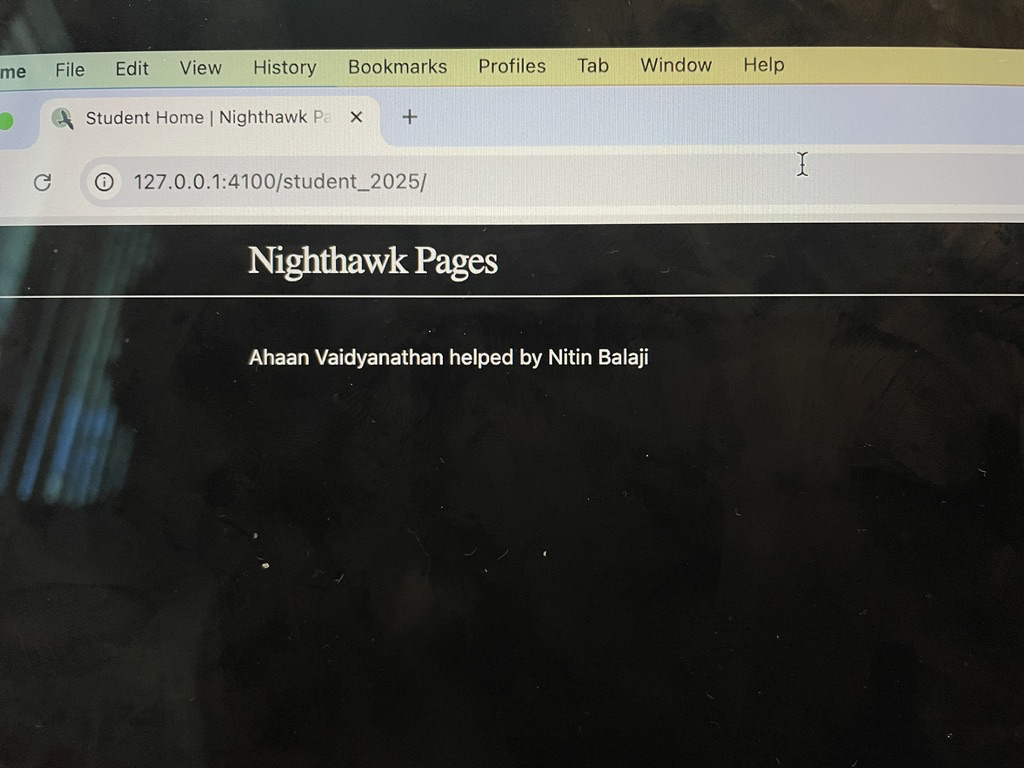 me File Edit View History Bookmarks Profiles Tab Window Help
Student Home | Nighthawk Pa
127.0.0.1:4100/student_2025/
Nighthawk Pages
Ahaan Vaidyanathan helped by Nitin Balaji